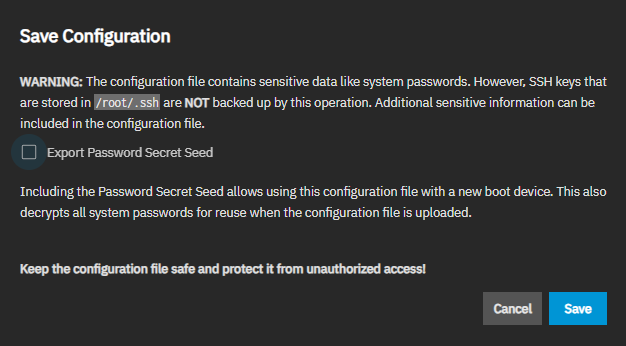 Save Configuration
WARNING: The configuration file contains sensitive data like system passwords. However, SSH keys that
are stored in /root/.ssh are NOT backed up by this operation. Additional sensitive information can be
included in the configuration file.
Export Password Secret Seed
Including the Password Secret Seed allows using this configuration file with a new boot device. This also
decrypts all system passwords for reuse when the configuration file is uploaded.
Keep the configuration file safe and protect it from unauthorized access!
Cancel Save